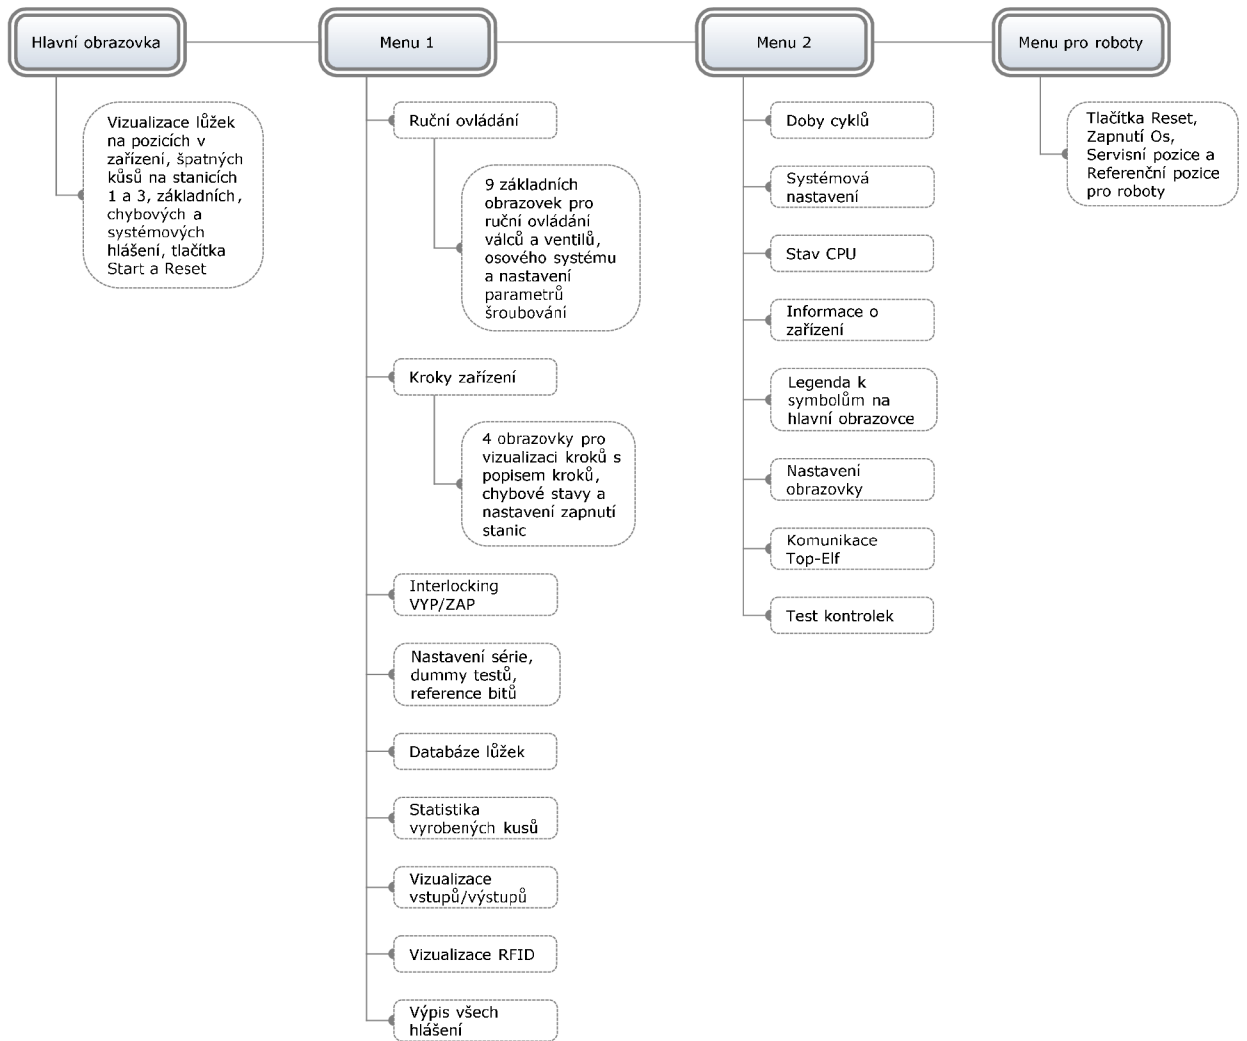 Hlavní obrazovka
Menu 1
Menu 2
Menu pro roboty
Vizualizace lůžek
na pozicích v
zařízení, špatných
kůsů na stanicích
1 a 3, základních,
chybových a
systémových
hlášení, tlačítka
Start a Reset
Ruční ovládání
9 základních
obrazovek pro
ruční ovládání
válců a ventilů,
osového systému
a nastavení
parametrů
šroubování
Kroky zařízení
4 obrazovky pro
vizualizaci kroků s
popisem kroků,
chybové stavy a
nastavení zapnutí
stanic
Interlocking
VYP/ZAP
Nastavení série,
dummy testů,
reference bitů
Databáze lůžek
Statistika
vyrobených kusů
Vizualizace
vstupů/výstupů
Vizualizace RFID
Výpis všech
hlášení
Doby cyklů
Systémová
nastavení
Stav CPU
Informace o
zařízení
Legenda k
symbolům na
hlavní obrazovce
Nastavení
obrazovky
Komunikace
Top-Elf
Test kontrolek
Tlačítka Reset,
Zapnutí Os,
Servisní pozice a
Referenční pozice
pro roboty